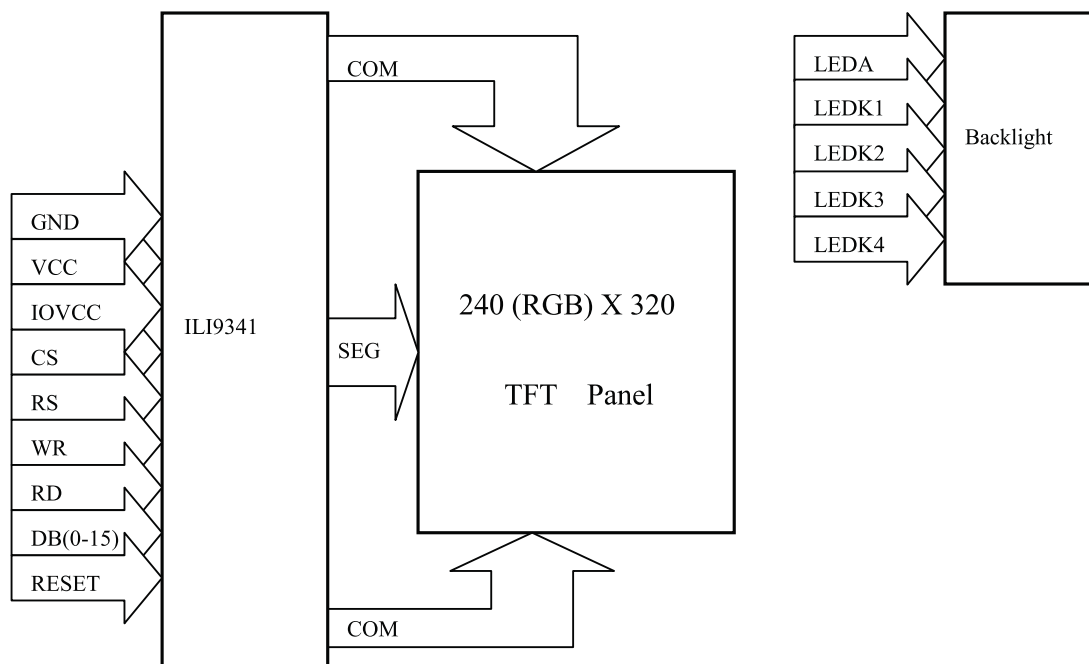 GND
VCC
IOVCC
CS
RS
WR
RD
DB(0-15)
RESET
ILI9341
COM
SEG
COM
240 (RGB) X 320
TFT Panel
LEDA
LEDK1
LEDK2
LEDK3
LEDK4
Backlight